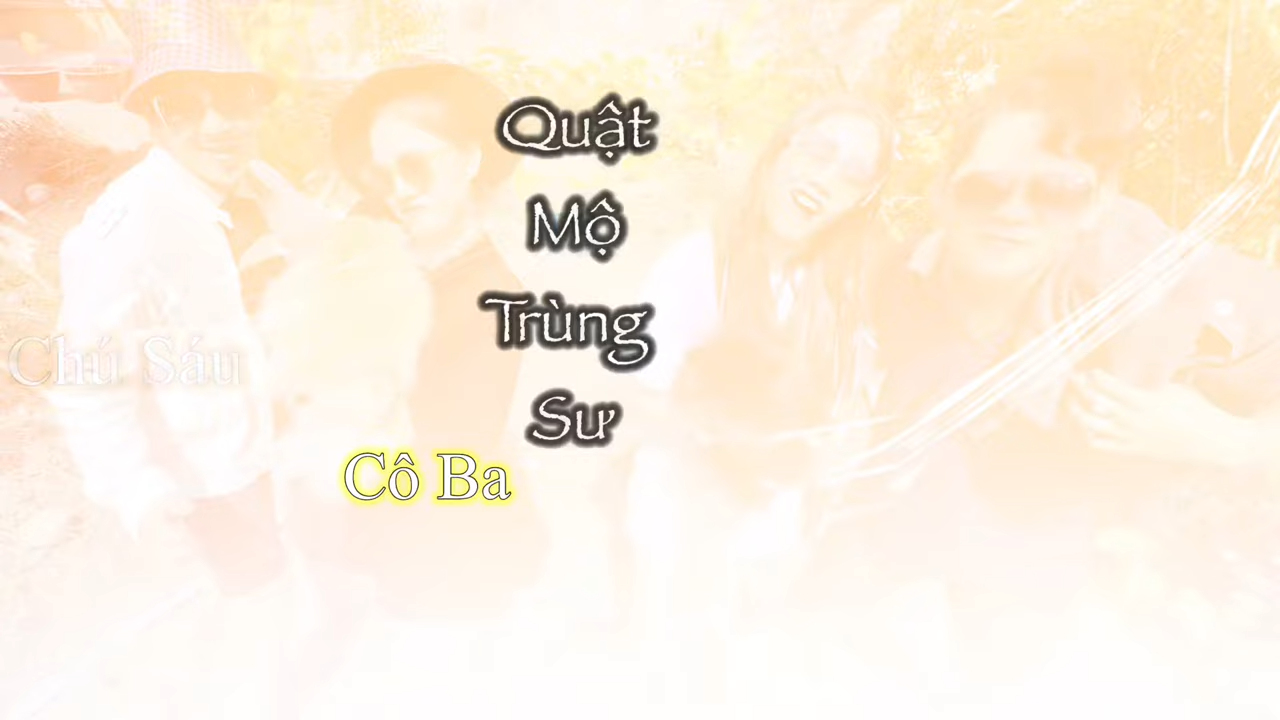 Quật
Mộ
Trùng
Sư
Chú Sáu
Cô Ba